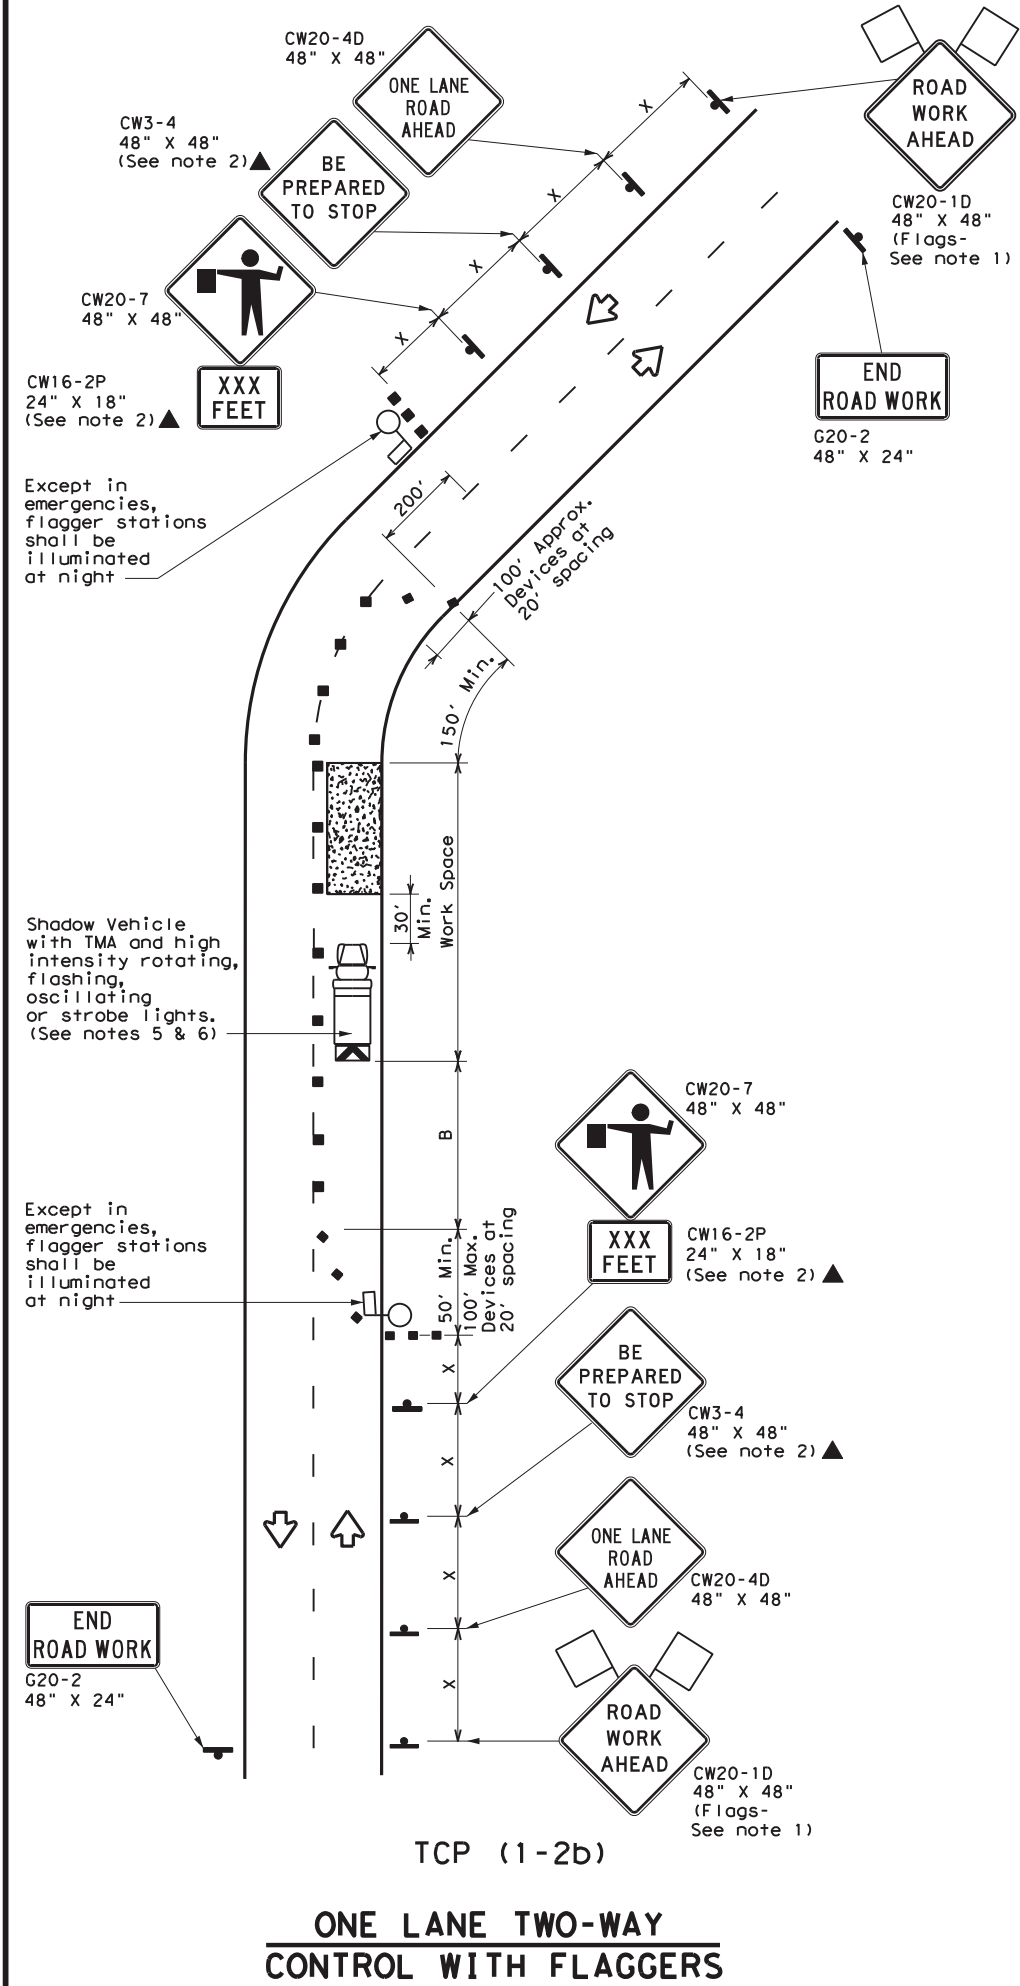 CW20-4D
48" X 48"
ONE LANE
ROAD
AHEAD
X
ROAD
WORK
AHEAD
CW20-1D
48" X 48"
(Flags-
See note 1)
CW3-4
48" X 48"
(See note 2)
BE
PREPARED
TO STOP
X
CW20-7
48" X 48"
X
CW16-2P
24" X 18"
(See note 2)
XXX
FEET
X
END
ROAD WORK
G20-2
48" X 24"
Except in
emergencies,
flagger stations
shall be
illuminated
at night
200'
100' Approx.
Devices at
20' spacing
150' Min.
Work Space
30'
Min.
Shadow Vehicle
with TMA and high
intensity rotating,
flashing,
oscillating
or strobe lights.
(See notes 5 & 6)
B
CW20-7
48" X 48"
XXX
FEET
CW16-2P
24" X 18"
(See note 2)
Except in
emergencies,
flagger stations
shall be
illuminated
at night
50' Min.
100' Max.
Devices at
20' spacing
X
BE
PREPARED
TO STOP
CW3-4
48" X 48"
(See note 2)
X
ONE LANE
ROAD
AHEAD
CW20-4D
48" X 48"
X
END
ROAD WORK
G20-2
48" X 24"
X
ROAD
WORK
AHEAD
CW20-1D
48" X 48"
(Flags-
See note 1)
TCP (1-2b)
ONE LANE TWO-WAY
CONTROL WITH FLAGGERS